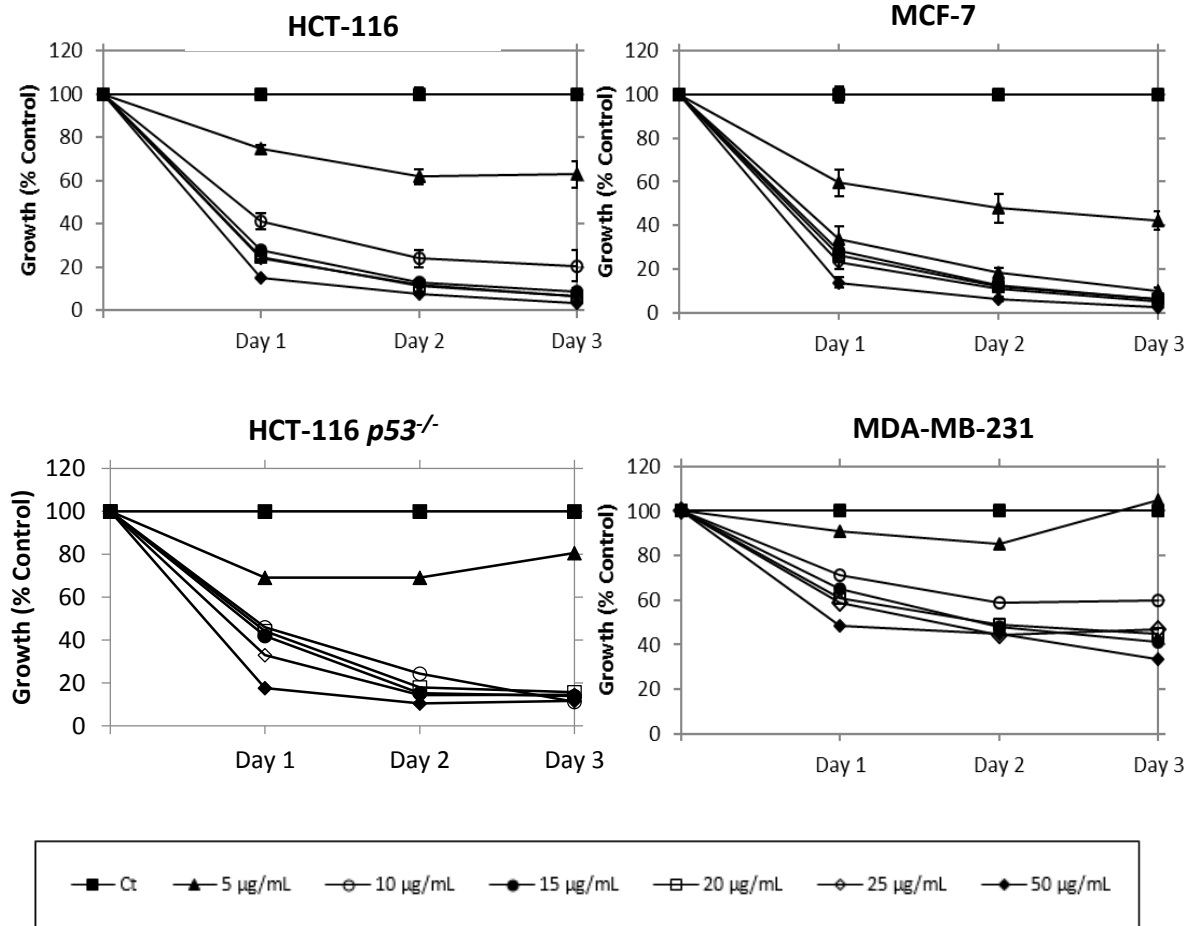 HCT-116
120
100
80
60
40
20
0
Growth (% Control)
Day 1 Day 2 Day 3
MCF-7
120
100
80
60
40
20
0
Growth (% Control)
Day 1 Day 2 Day 3
HCT-116 p53-/-
120
100
80
60
40
20
0
Growth (% Control)
Day 1 Day 2 Day 3
MDA-MB-231
120
100
80
60
40
20
0
Growth (% Control)
Day 1 Day 2 Day 3
Ct 5 µg/mL 10 µg/mL 15 µg/mL 20 µg/mL 25 µg/mL 50 µg/mL